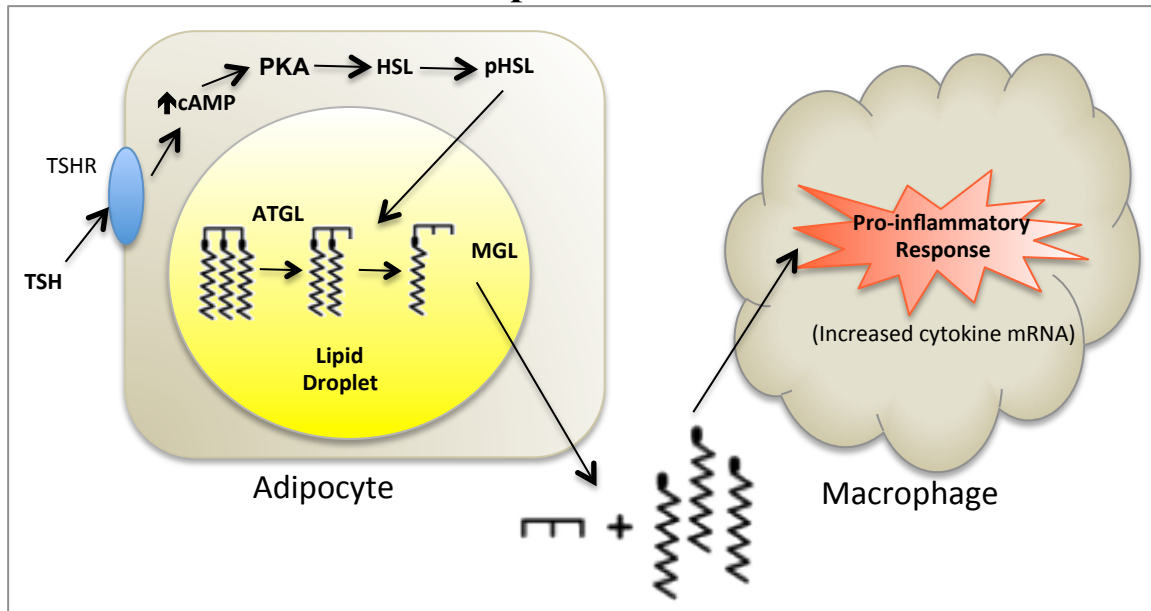 PKA
HSL
pHSL
🡅cAMP
TSHR
TSH
ATGL
MGL
Lipid
Droplet
Adipocyte
+
Pro-inflammatory
Response
(Increased cytokine mRNA)
Macrophage